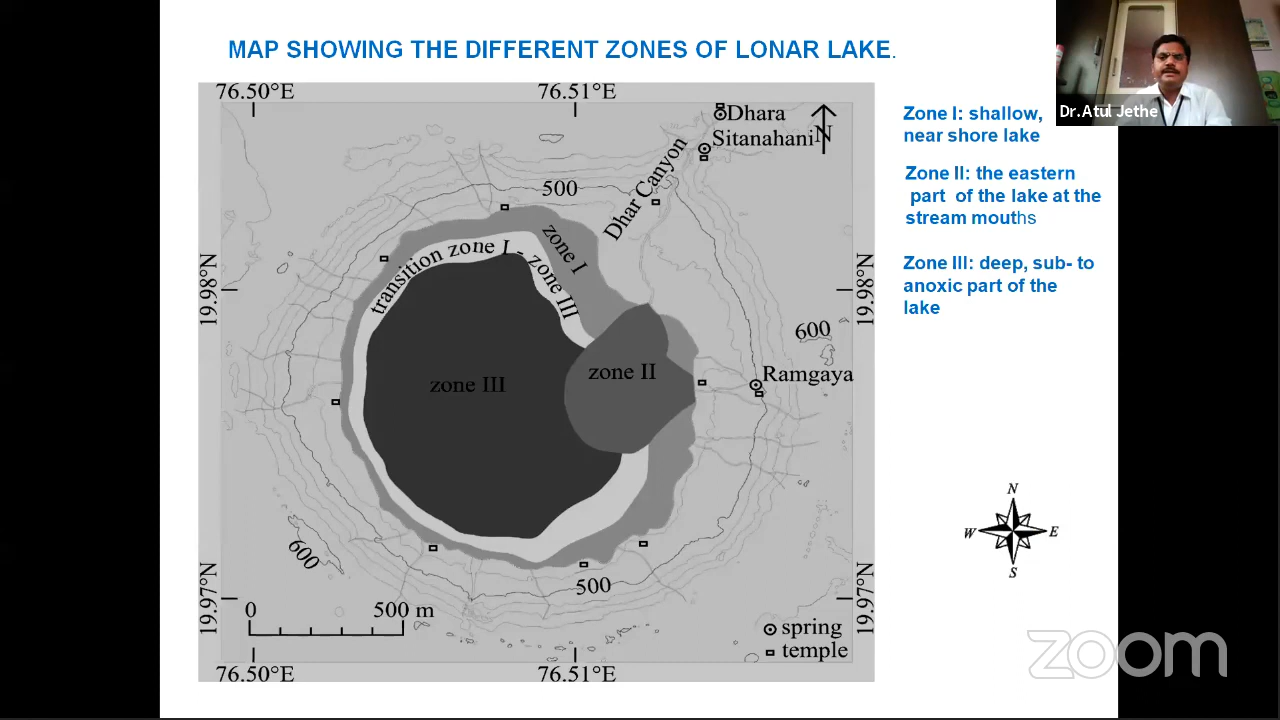 MAP SHOWING THE DIFFERENT ZONES OF LONAR LAKE.
Dr.Atul Jethe
Zone I: shallow,
near shore lake
Zone II: the eastern
part of the lake at the
stream mouths
Zone III: deep, sub- to
anoxic part of the
lake
76.50°E
76.51°E
Dhara
Sitanahani
N
Dhar Canyon
500
zone I
transition zone I - zone III
19.98°N
19.98°N
600
zone II
zone III
Ramgaya
600
500
19.97°N
19.97°N
0
500 m
spring
temple
76.50°E
76.51°E
N
W
E
S
zoom